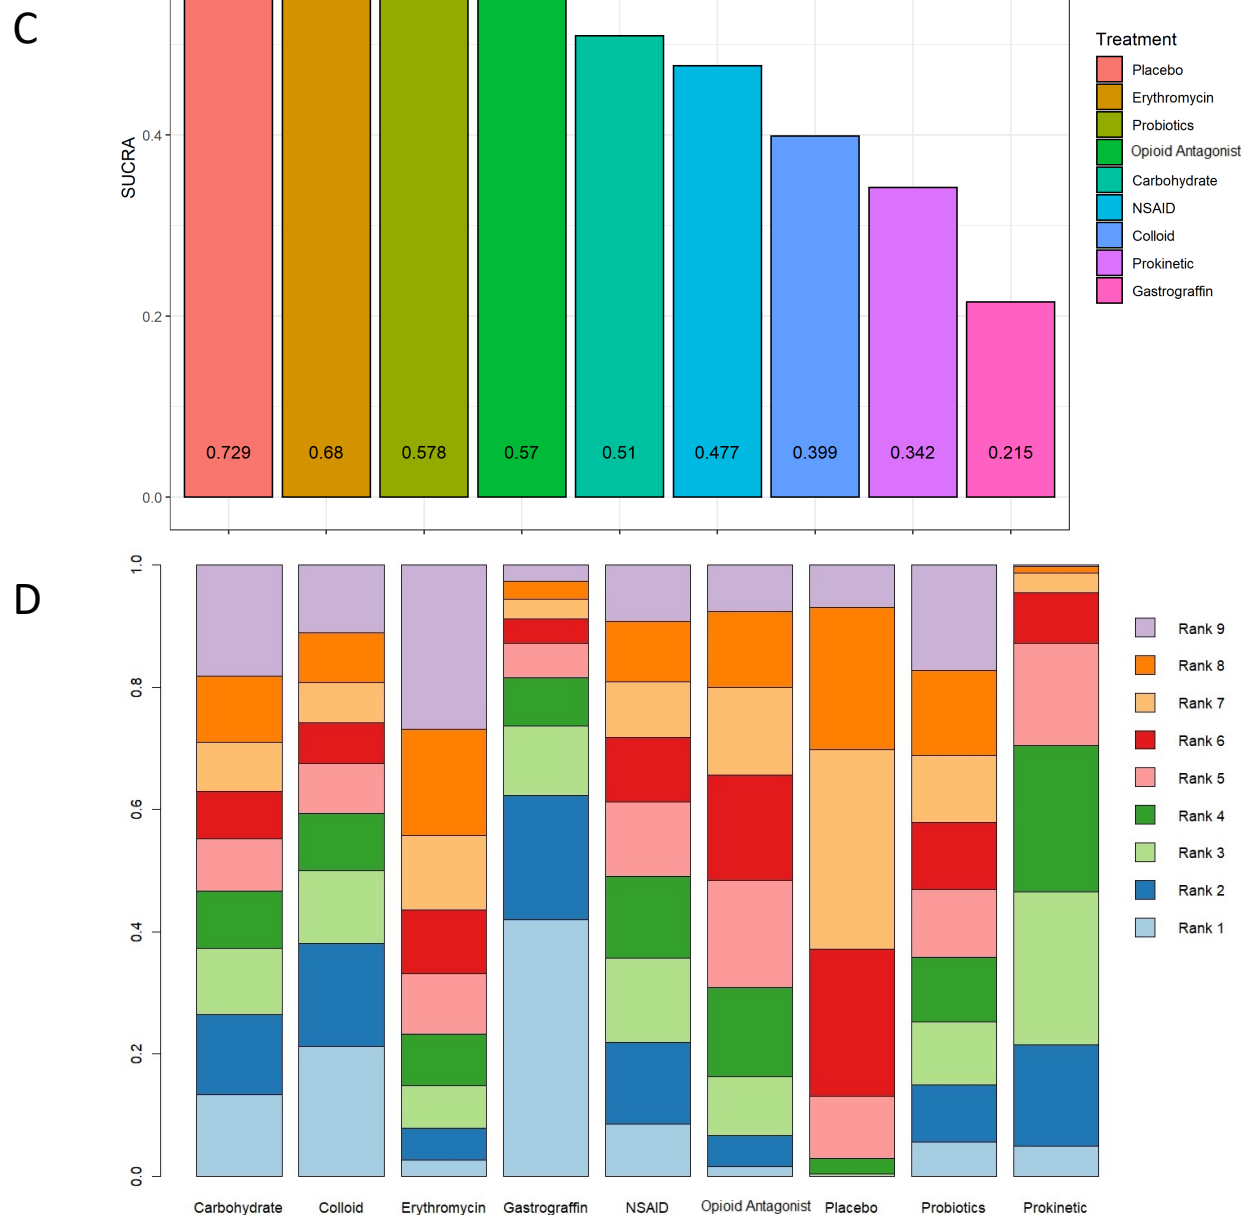 C
Treatment
Placebo
Erythromycin
Probiotics
Opioid Antagonist
Carbohydrate
NSAID
Colloid
Prokinetic
Gastrograffin
SUCRA
0.4
0.2
0.0
0.729 0.68 0.578 0.57 0.51 0.477 0.399 0.342 0.215
D
1.0
0.8
0.6
0.4
0.2
0.0
Rank 9
Rank 8
Rank 7
Rank 6
Rank 5
Rank 4
Rank 3
Rank 2
Rank 1
Carbohydrate Colloid Erythromycin Gastrograffin NSAID Opioid Antagonist Placebo Probiotics Prokinetic